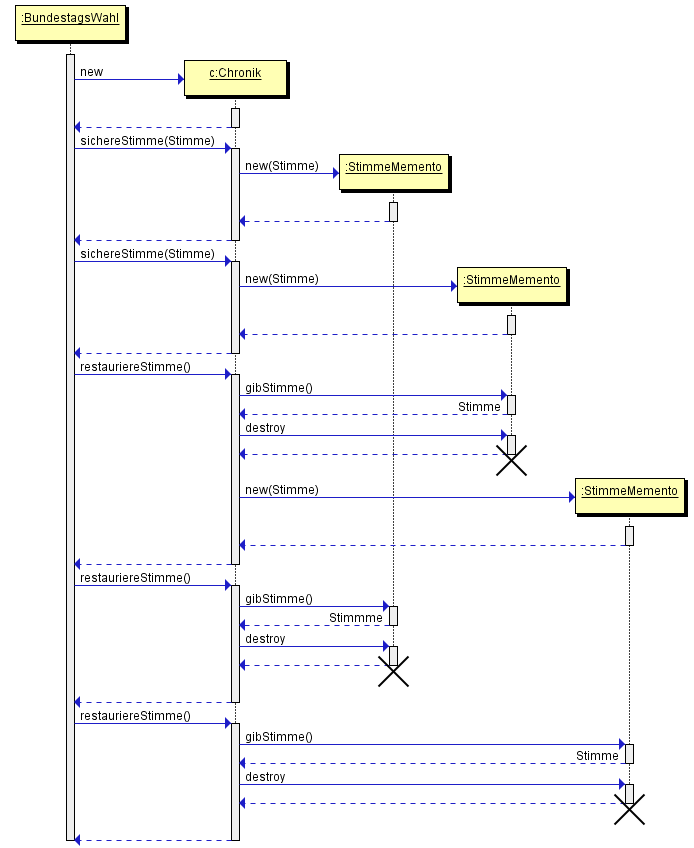 :BundestagsWahl
new
c:Chronik
sichereStimme(Stimme)
new(Stimme)
:StimmeMemento
sichereStimme(Stimme)
new(Stimme)
:StimmeMemento
restauriereStimme()
gibStimme()
Stimme
destroy
new(Stimme)
:StimmeMemento
restauriereStimme()
gibStimme()
Stimmme
destroy
restauriereStimme()
gibStimme()
Stimme
destroy